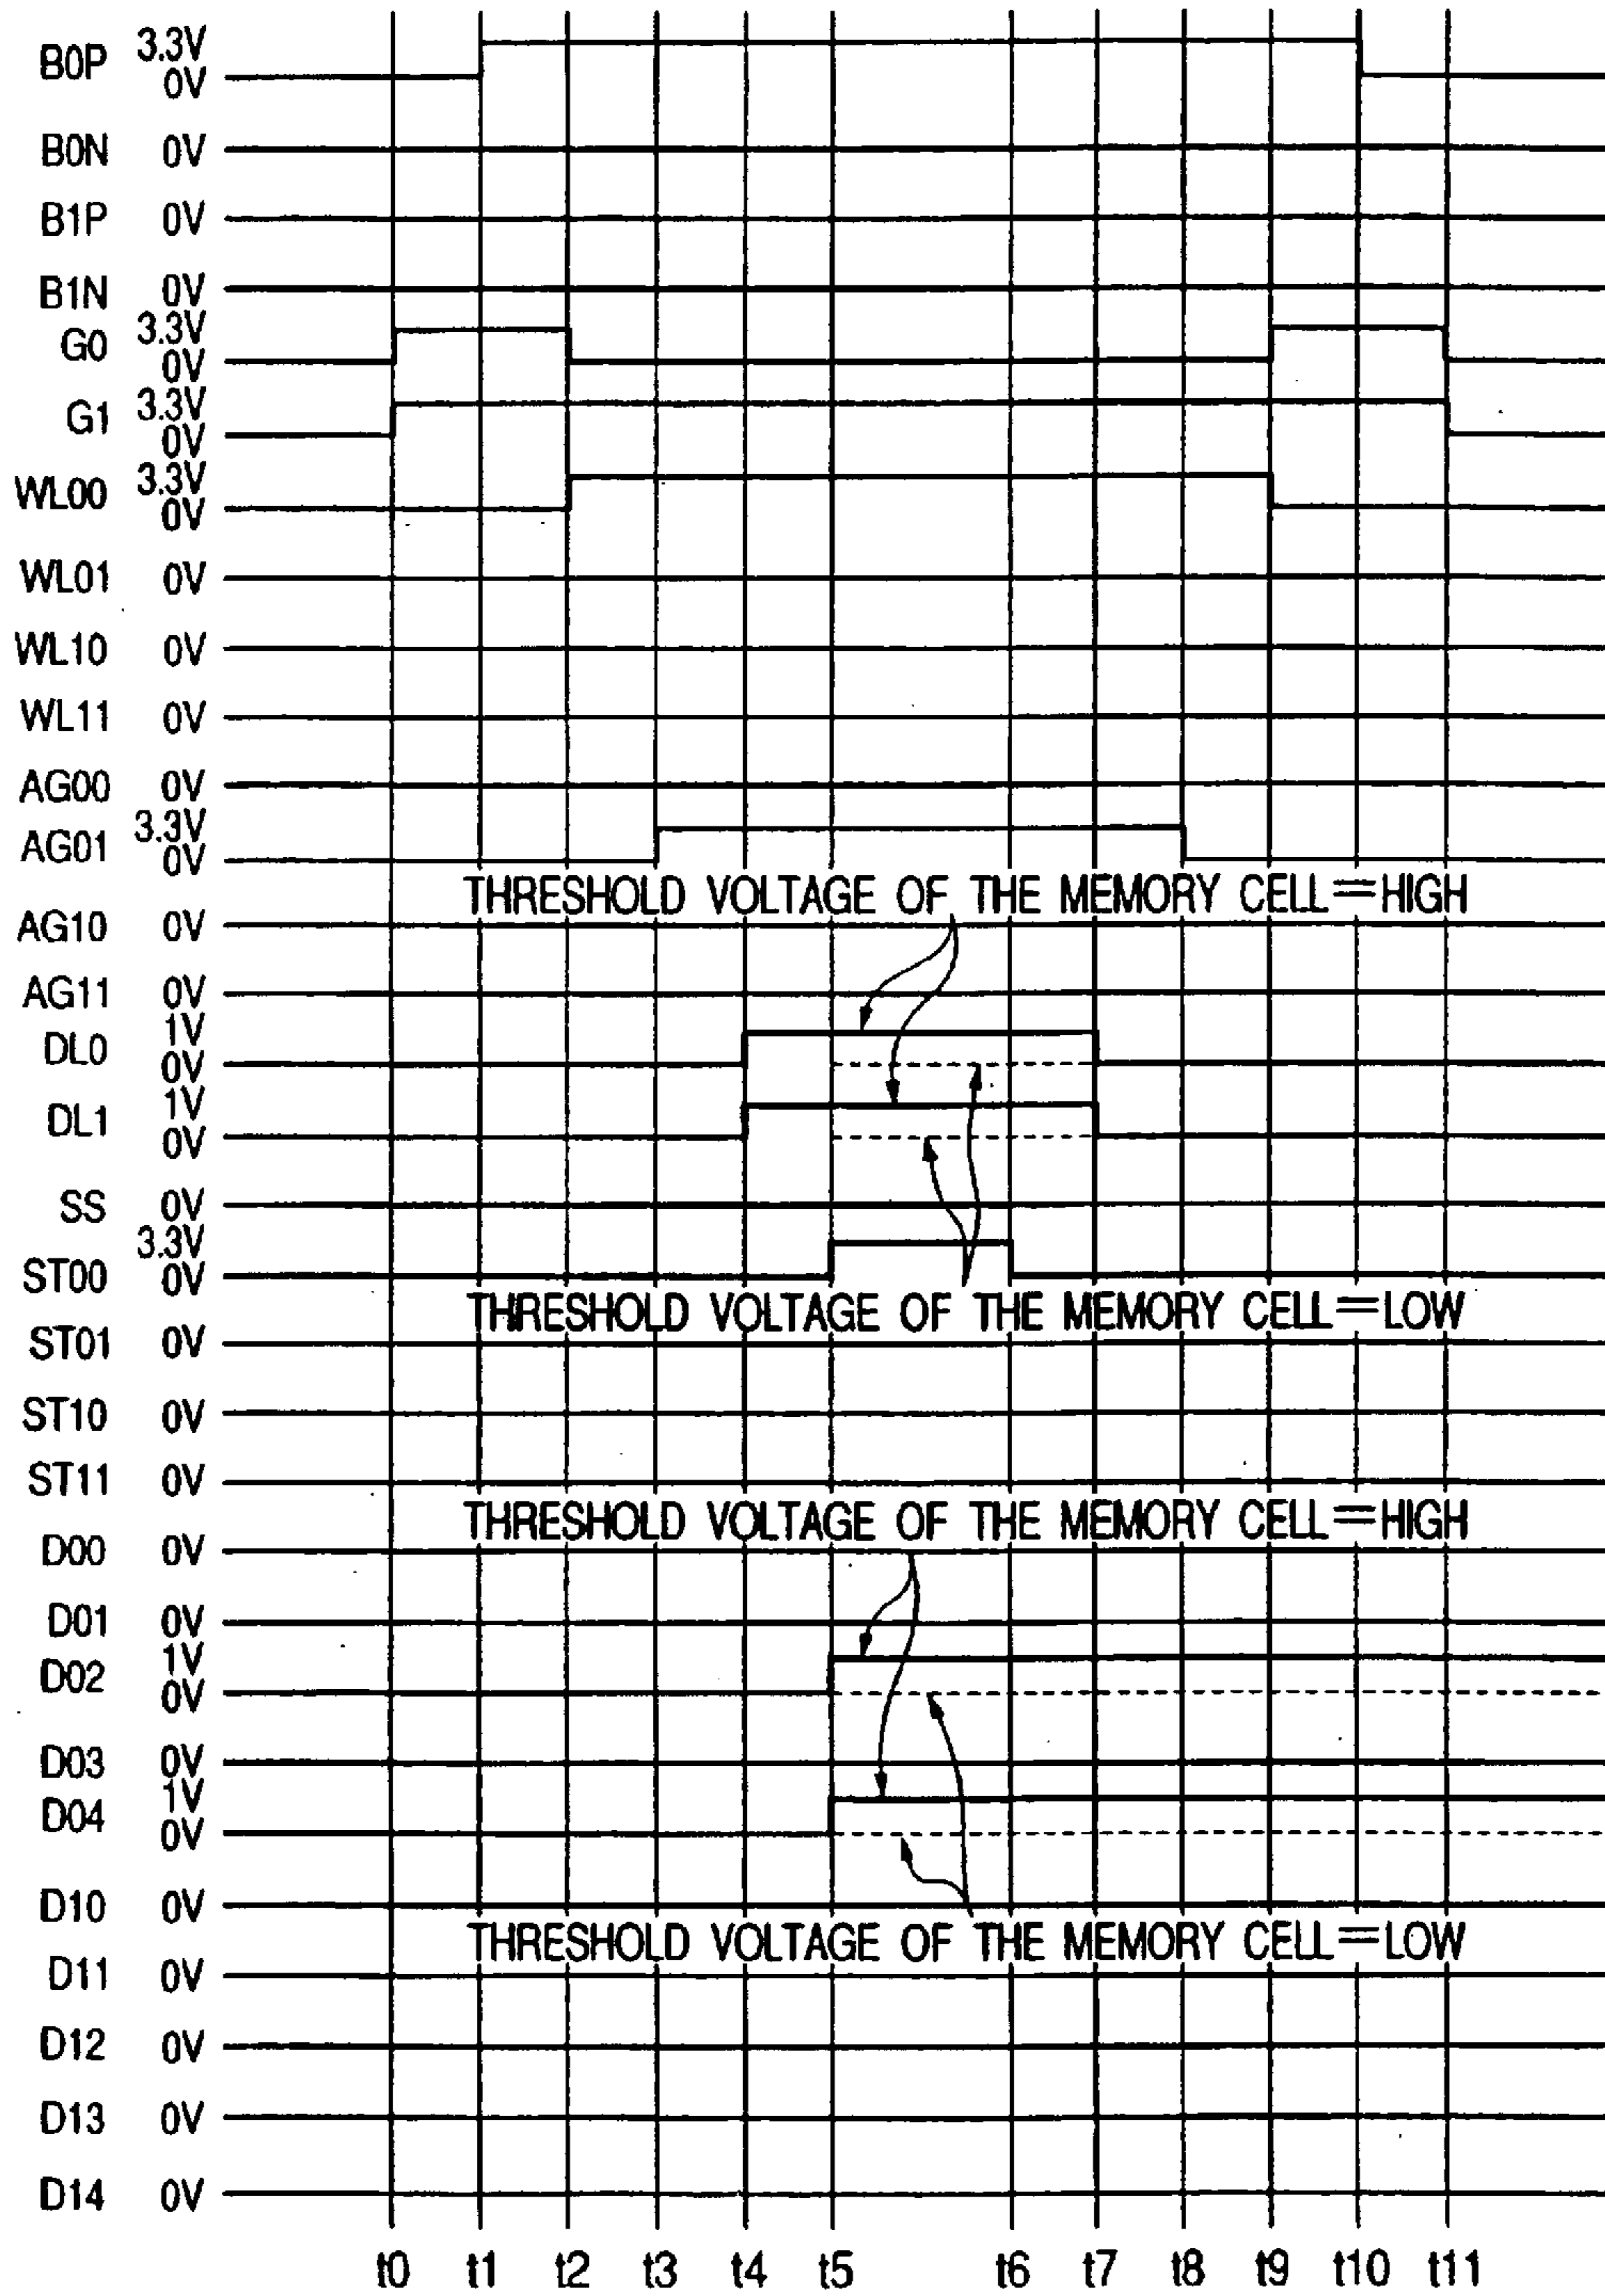 B0P 3.3V
0V
B0N 0V
B1P 0V
B1N 0V
G0 3.3V
0V
G1 3.3V
0V
WL00 3.3V
0V
WL01 0V
WL10 0V
WL11 0V
AG00 0V
AG01 3.3V
0V
THRESHOLD VOLTAGE OF THE MEMORY CELL=HIGH
AG10 0V
AG11 0V
DL0 1V
0V
DL1 1V
0V
SS 0V
ST00 3.3V
0V
THRESHOLD VOLTAGE OF THE MEMORY CELL=LOW
ST01 0V
ST10 0V
ST11 0V
THRESHOLD VOLTAGE OF THE MEMORY CELL=HIGH
D00 0V
D01 0V
D02 1V
0V
D03 0V
D04 1V
0V
D10 0V
THRESHOLD VOLTAGE OF THE MEMORY CELL=LOW
D11 0V
D12 0V
D13 0V
D14 0V
t0 t1 t2 t3 t4 t5 t6 t7 t8 t9 t10 t11